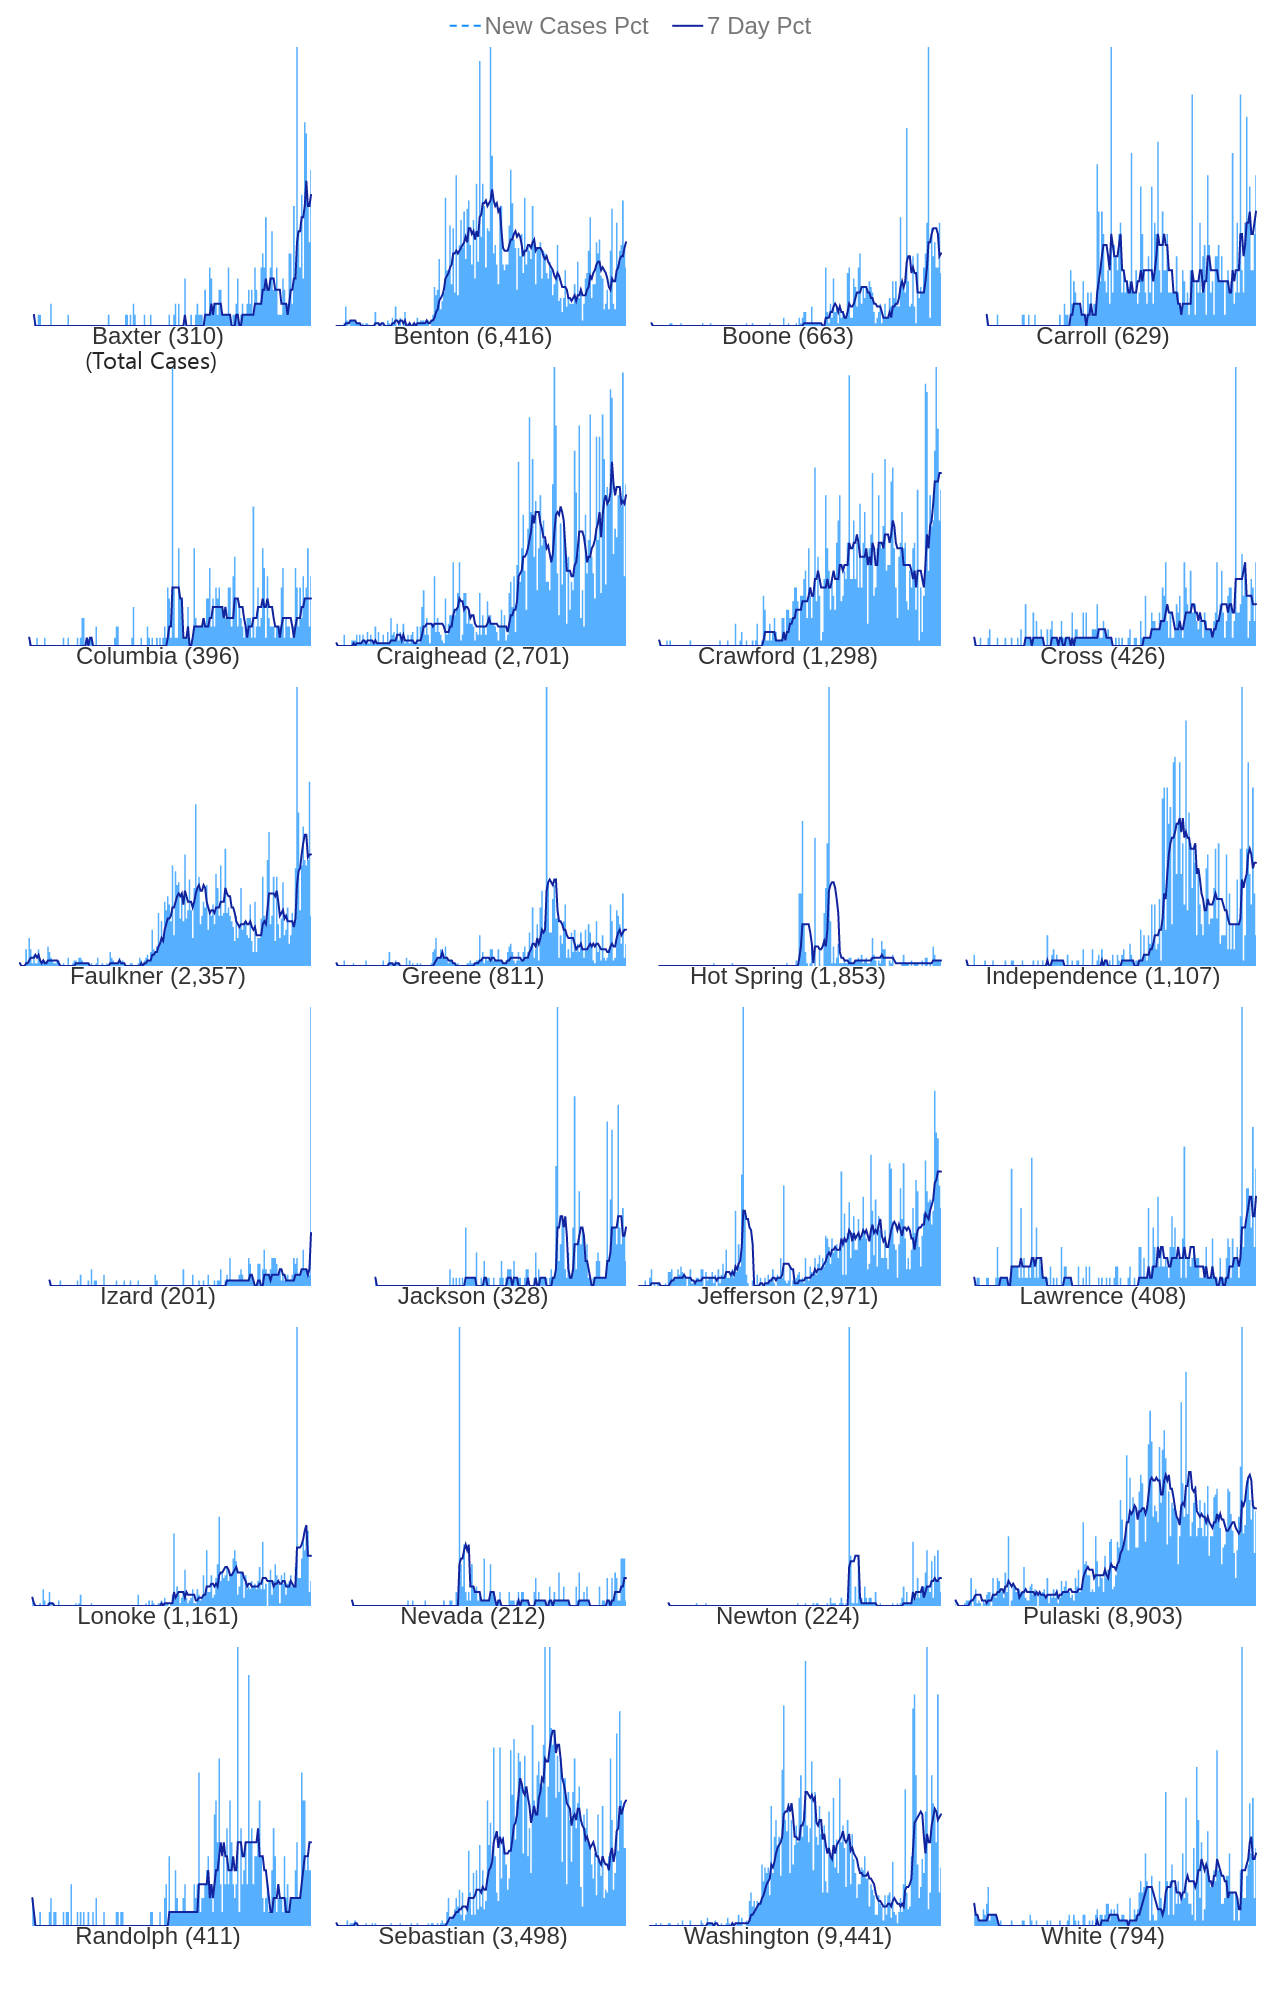 New Cases Pct 7 Day Pct
Baxter (310) Benton (6,416) Boone (663) Carroll (629)
(Total Cases)
Columbia (396) Craighead (2,701) Crawford (1,298) Cross (426)
Faulkner (2,357) Greene (811) Hot Spring (1,853) Independence (1,107)
Izard (201) Jackson (328) Jefferson (2,971) Lawrence (408)
Lonoke (1,161) Nevada (212) Newton (224) Pulaski (8,903)
Randolph (411) Sebastian (3,498) Washington (9,441) White (794)